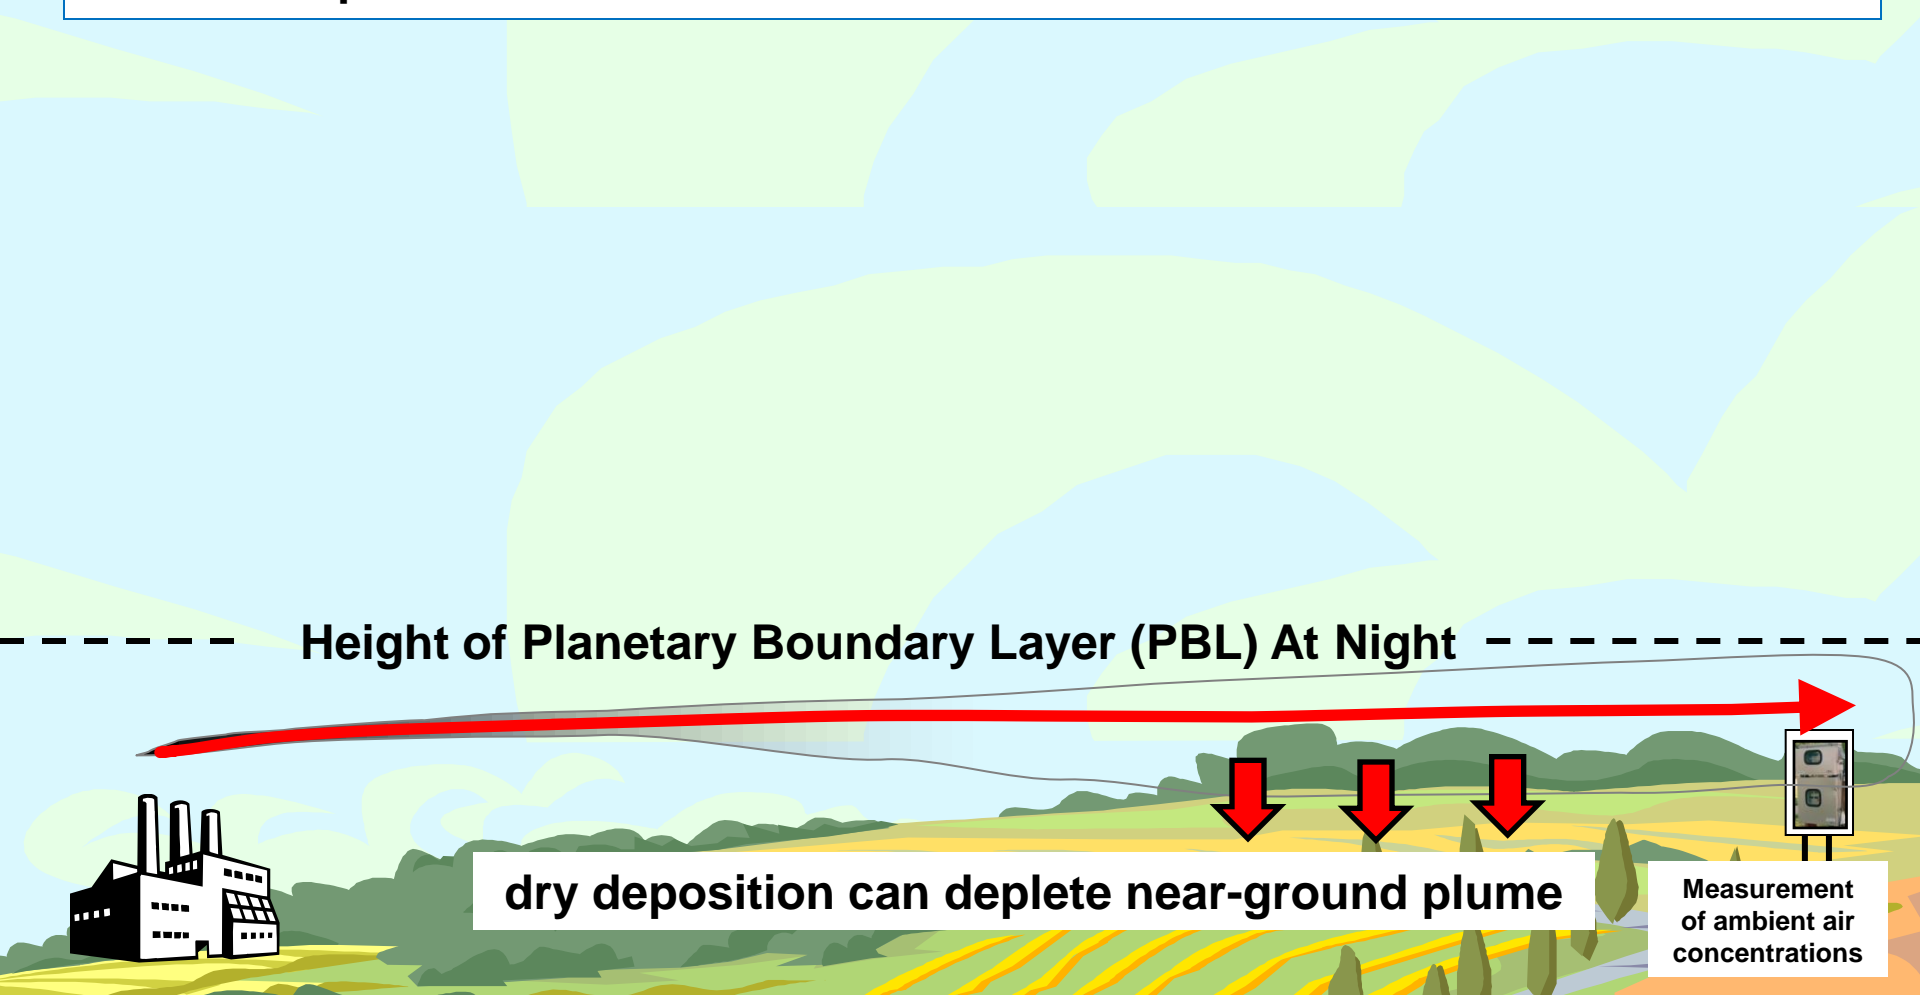 Height of Planetary Boundary Layer (PBL) At Night
dry deposition can deplete near-ground plume
Measurement
of ambient air
concentrations